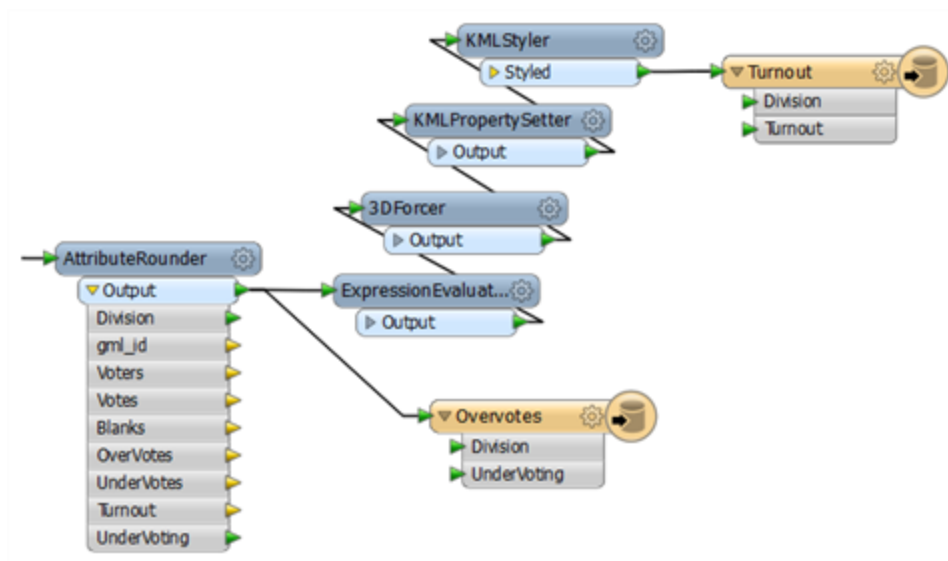 KMLStyler
Styled
Turnout
Division
Turnout
KMLPropertySetter
Output
3DForcer
Output
AttributeRounder
Output
Division
gml_id
Voters
Votes
Blanks
OverVotes
UnderVotes
Turnout
UnderVoting
ExpressionEvaluat...
Output
Overvotes
Division
UnderVoting